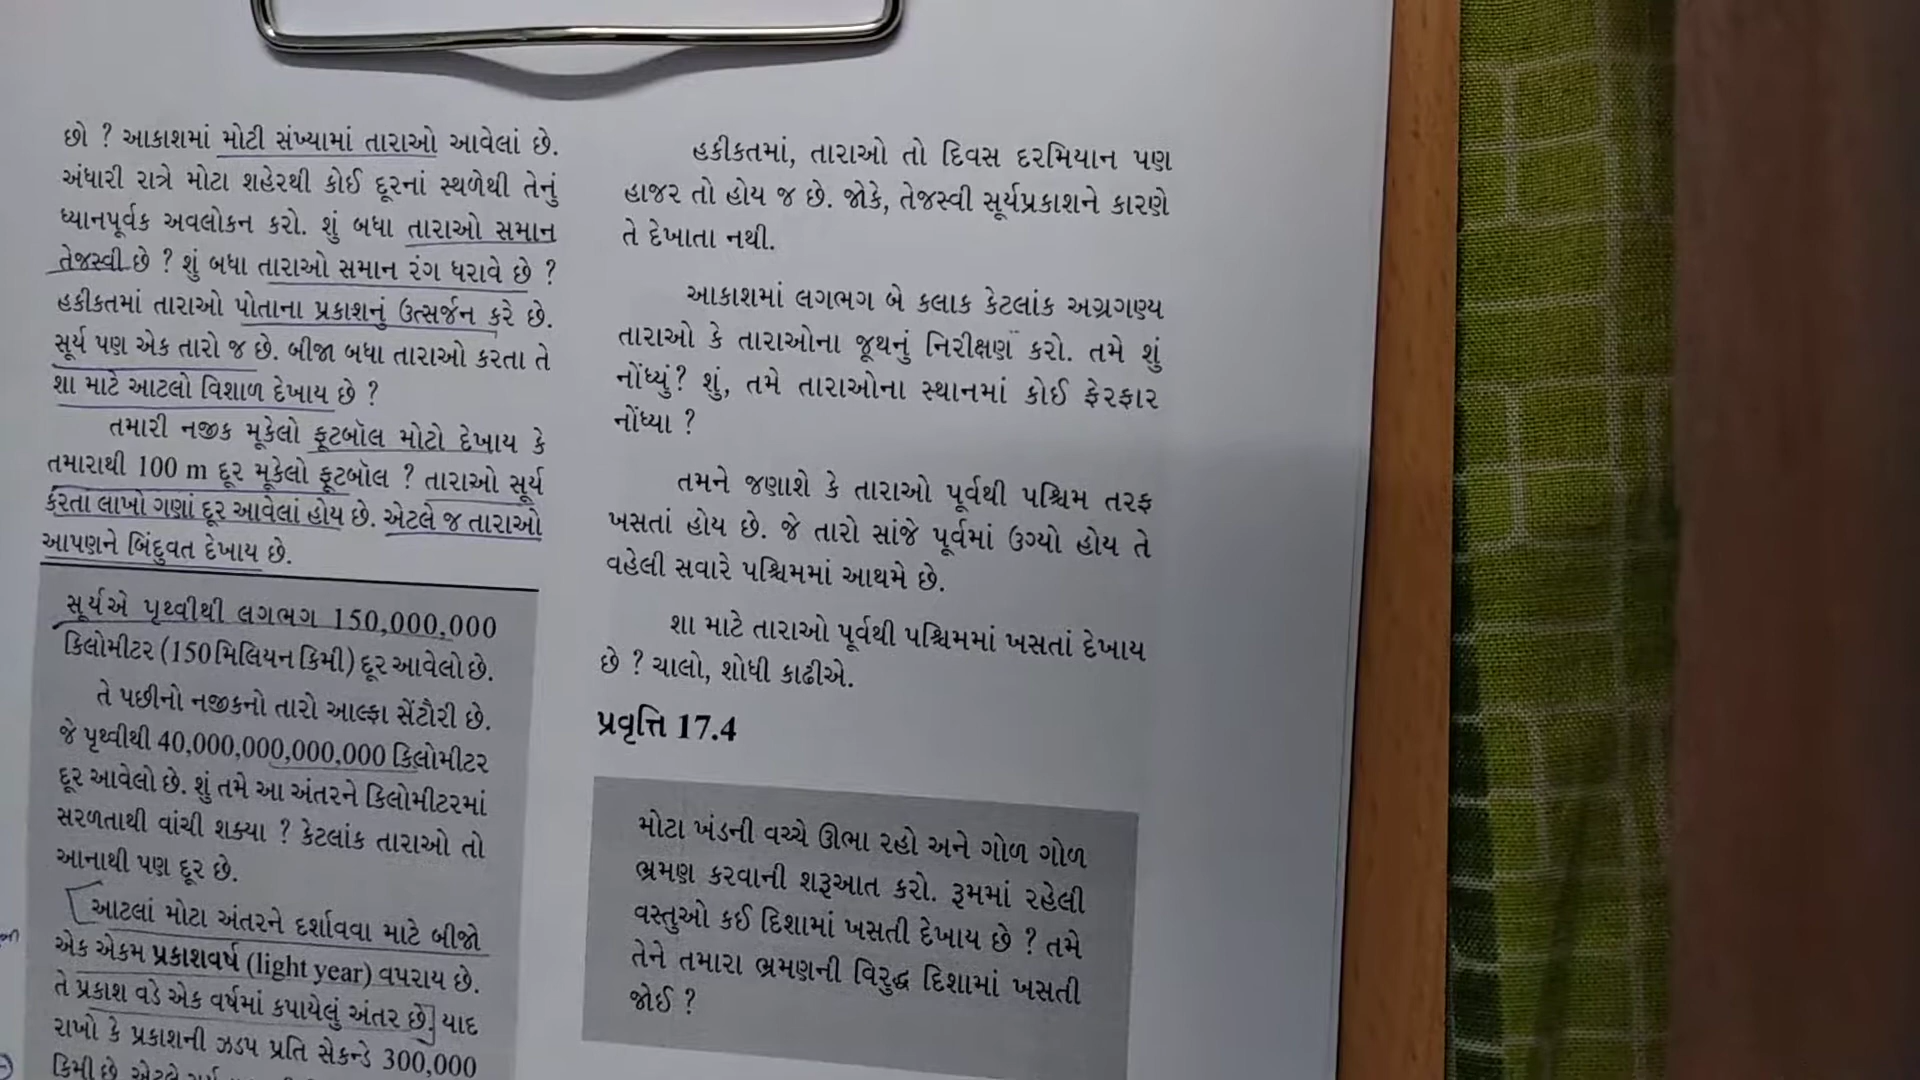 છો ? આકાશમાં મોટી સંખ્યામાં તારાઓ આવેલાં છે.
અંધારી રાત્રે મોટા શહેરથી કોઈ દૂરનાં સ્થળેથી તેનું
ધ્યાનપૂર્વક અવલોકન કરો. શું બધા તારાઓ સમાન
તેજસ્વી છે ? શું બધા તારાઓ સમાન રંગ ધરાવે છે ?
હકીકતમાં તારાઓ પોતાના પ્રકાશનું ઉત્સર્જન કરે છે.
સૂર્ય પણ એક તારો જ છે. બીજા બધા તારાઓ કરતા તે
શા માટે આટલો વિશાળ દેખાય છે ?
તમારી નજીક મૂકેલો ફૂટબૉલ મોટો દેખાય કે
તમારાથી 100 m દૂર મૂકેલો ફૂટબૉલ ? તારાઓ સૂર્ય
કરતાં લાખો ગણાં દૂર આવેલાં હોય છે. એટલે જ તારાઓ
આપણને બિંદુવત દેખાય છે.
સૂર્યએ પૃથ્વીથી લગભગ 150,000,000
કિલોમીટર (150 મિલિયન કિમી) દૂર આવેલો છે.
તે પછીનો નજીકનો તારો આલ્ફા સેંટૌરી છે.
જે પૃથ્વીથી 40,000,000,000,000 કિલોમીટર
દૂર આવેલો છે. શું તમે આ અંતરને કિલોમીટરમાં
સરળતાથી વાંચી શક્યા ? કેટલાંક તારાઓ તો
આનાથી પણ દૂર છે.
આટલાં મોટા અંતરને દર્શાવવા માટે બીજો
એક એકમ પ્રકાશવર્ષ (light year) વપરાય છે.
તે પ્રકાશ વડે એક વર્ષમાં કપાયેલું અંતર છે. યાદ
રાખો કે પ્રકાશની ઝડપ પ્રતિ સેકન્ડે 300,000
કિમી છે. એટલે
હકીકતમાં, તારાઓ તો દિવસ દરમિયાન પણ
હાજર તો હોય જ છે. જોકે, તેજસ્વી સૂર્યપ્રકાશને કારણે
તે દેખાતા નથી.
આકાશમાં લગભગ બે કલાક કેટલાંક અગ્રગણ્ય
તારાઓ કે તારાઓના જૂથનું નિરીક્ષણ કરો. તમે શું
નોંધ્યું? શું, તમે તારાઓના સ્થાનમાં કોઈ ફેરફાર
નોંધ્યા ?
તમને જણાશે કે તારાઓ પૂર્વથી પશ્ચિમ તરફ
ખસતાં હોય છે. જે તારો સાંજે પૂર્વમાં ઉગ્યો હોય તે
વહેલી સવારે પશ્ચિમમાં આથમે છે.
શા માટે તારાઓ પૂર્વથી પશ્ચિમમાં ખસતાં દેખાય
છે ? ચાલો, શોધી કાઢીએ.
પ્રવૃત્તિ 17.4
મોટા ખંડની વચ્ચે ઊભા રહો અને ગોળ ગોળ
ભ્રમણ કરવાની શરૂઆત કરો. રૂમમાં રહેલી
વસ્તુઓ કઈ દિશામાં ખસતી દેખાય છે ? તમે
તેને તમારા ભ્રમણની વિરુદ્ધ દિશામાં ખસતી
જોઈ ?